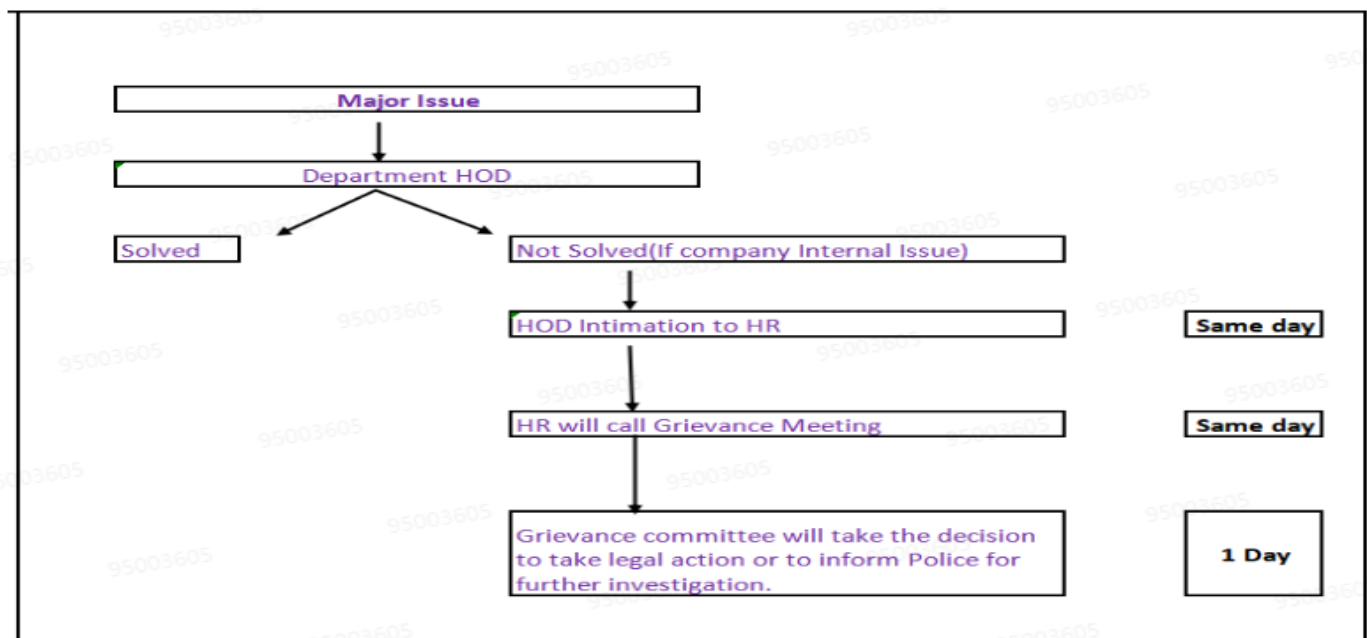 Major Issue
Department HOD
Solved
Not Solved(If company Internal Issue)
HOD Intimation to HR
Same day
HR will call Grievance Meeting
Same day
Grievance committee will take the decision
to take legal action or to inform Police for
further investigation.
1 Day
95003605